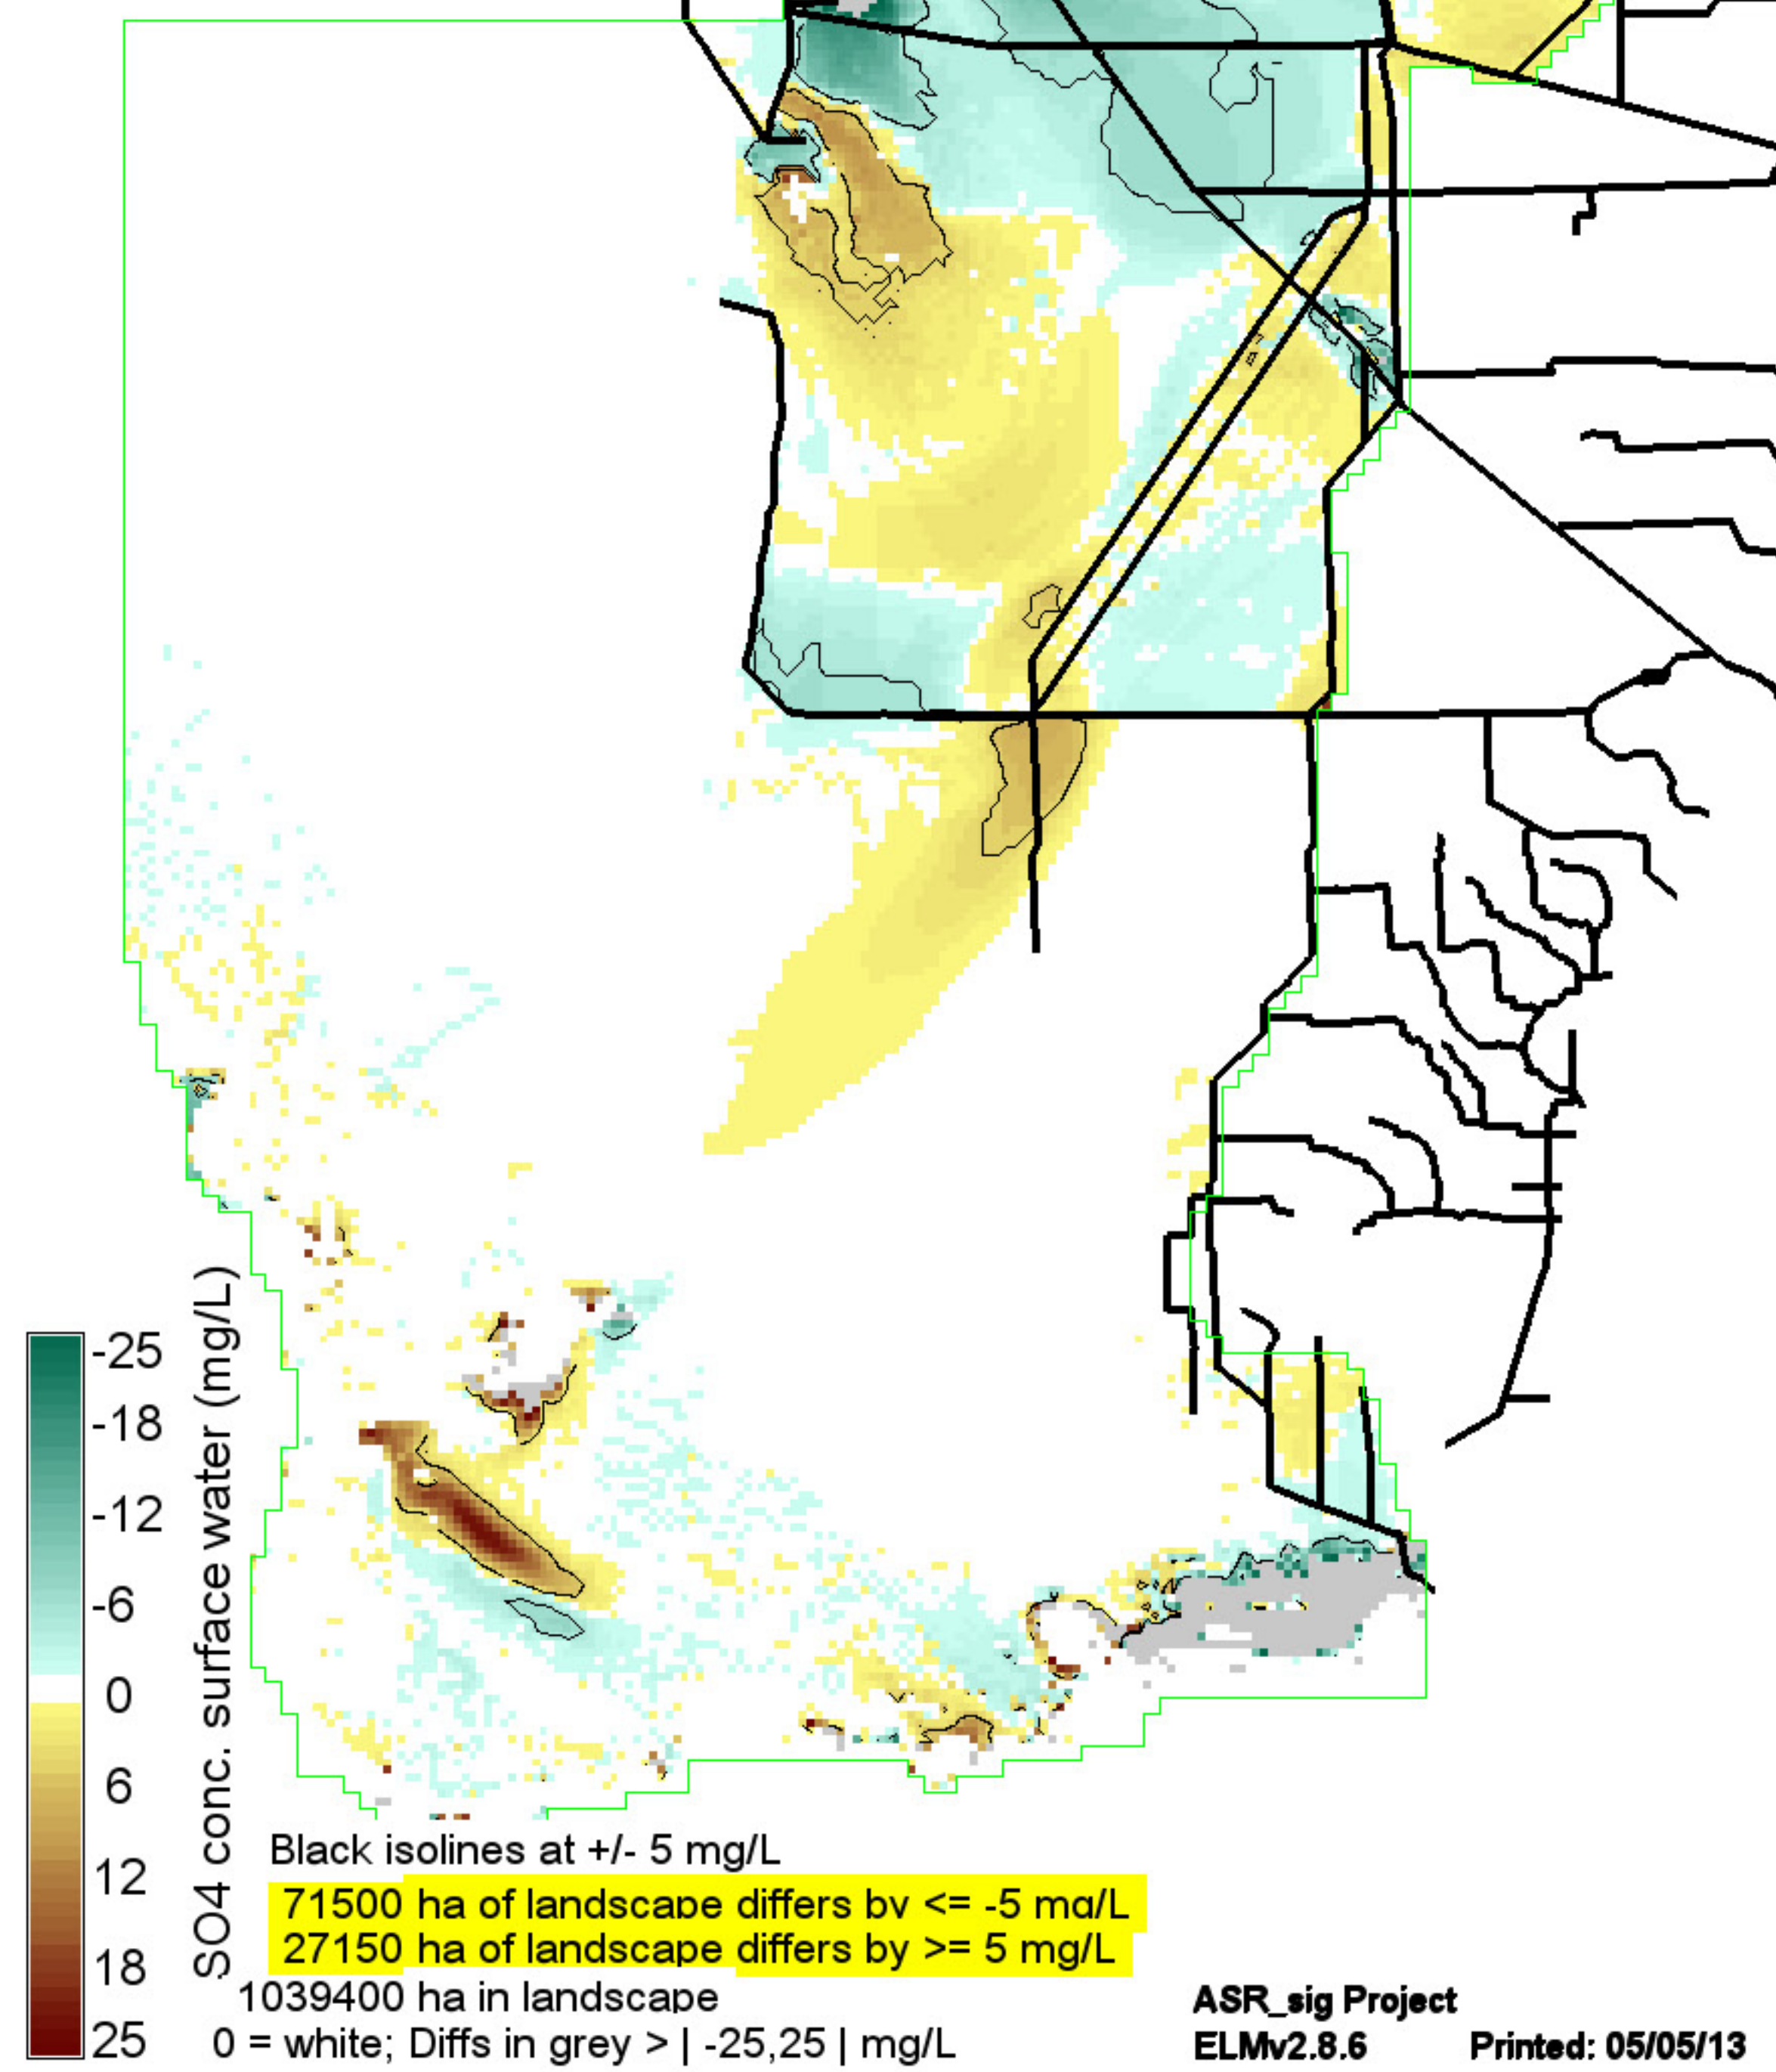 -25
-18
-12
-6
0
6
12
18
25
SO4 conc. surface water (mg/L)
Black isolines at +/- 5 mg/L
71500 ha of landscape differs by <= -5 mg/L
27150 ha of landscape differs by >= 5 mg/L
1039400 ha in landscape
0 = white; Diffs in grey > | -25,25 | mg/L
ASR_sig Project
ELMv2.8.6 Printed: 05/05/13